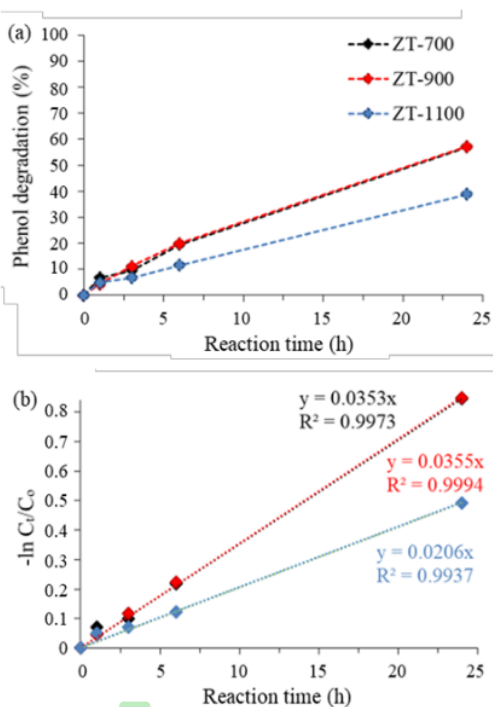 (a)
100
90
80
70
60
50
40
30
20
10
0
Phenol degradation (%)
ZT-700
ZT-900
ZT-1100
0 5 10 15 20 25
Reaction time (h)
(b)
0.8
0.7
0.6
0.5
0.4
0.3
0.2
0.1
0
-ln Cₜ/Cₒ
y = 0.0353x
R² = 0.9973
y = 0.0355x
R² = 0.9994
y = 0.0206x
R² = 0.9937
0 5 10 15 20 25
Reaction time (h)